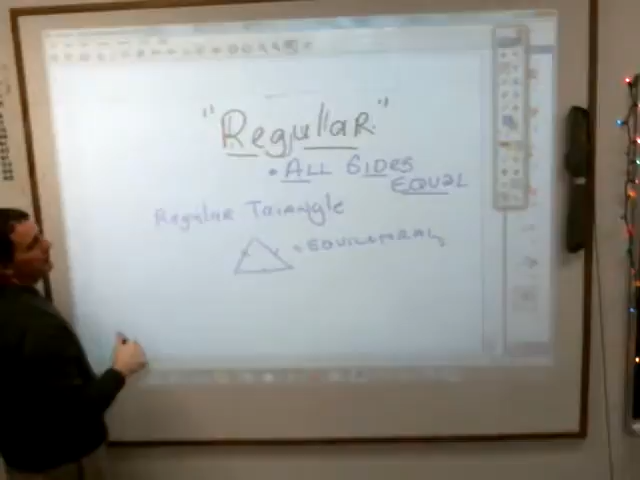 "Regular"
• ALL SIDES
EQUAL
Regular Triangle
= EQUILATERAL